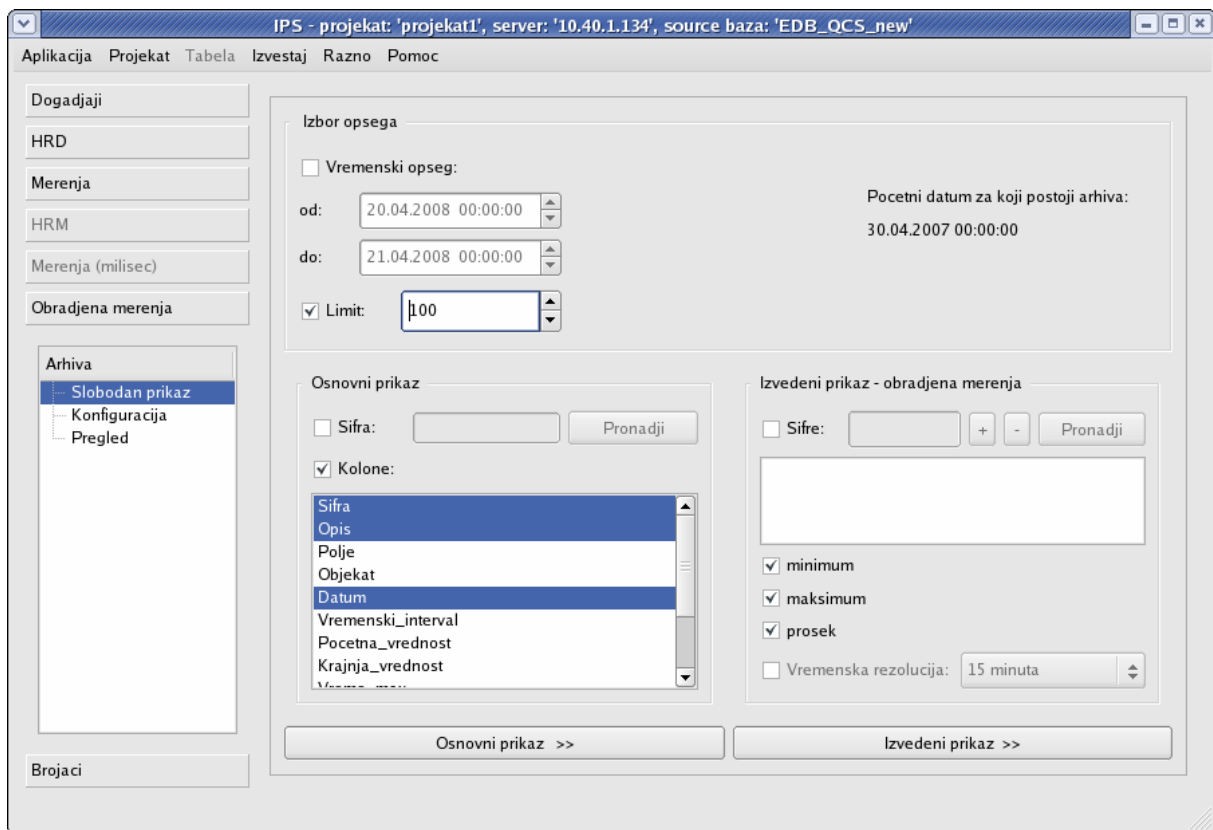 IPS - projekat: 'projekat1', server: '10.40.1.134', source baza: 'EDB_QCS_new'
Aplikacija Projekat Tabela Izvestaj Razno Pomoc
Dogadjaji
HRD
Merenja
HRM
Merenja (milisec)
Obradjena merenja
Arhiva
Slobodan prikaz
Konfiguracija
Pregled
Brojaci
Izbor opsega
Vremenski opseg:
od: 20.04.2008 00:00:00
do: 21.04.2008 00:00:00
Limit: 100
Pocetni datum za koji postoji arhiva:
30.04.2007 00:00:00
Osnovni prikaz
Sifra: Pronadji
Kolone:
Sifra
Opis
Polje
Objekat
Datum
Vremenski_interval
Pocetna_vrednost
Krajnja_vrednost
Osnovni prikaz >>
Izvedeni prikaz - obradjena merenja
Sifre: + - Pronadji
minimum
maksimum
prosek
Vremenska rezolucija: 15 minuta
Izvedeni prikaz >>